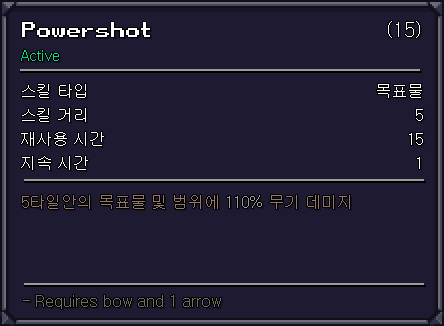 Powershot (15)
Active
스킬 타입 목표물
스킬 거리 5
재사용 시간 15
지속 시간 1
5타일안의 목표물 및 범위에 110% 무기 데미지
- Requires bow and 1 arrow